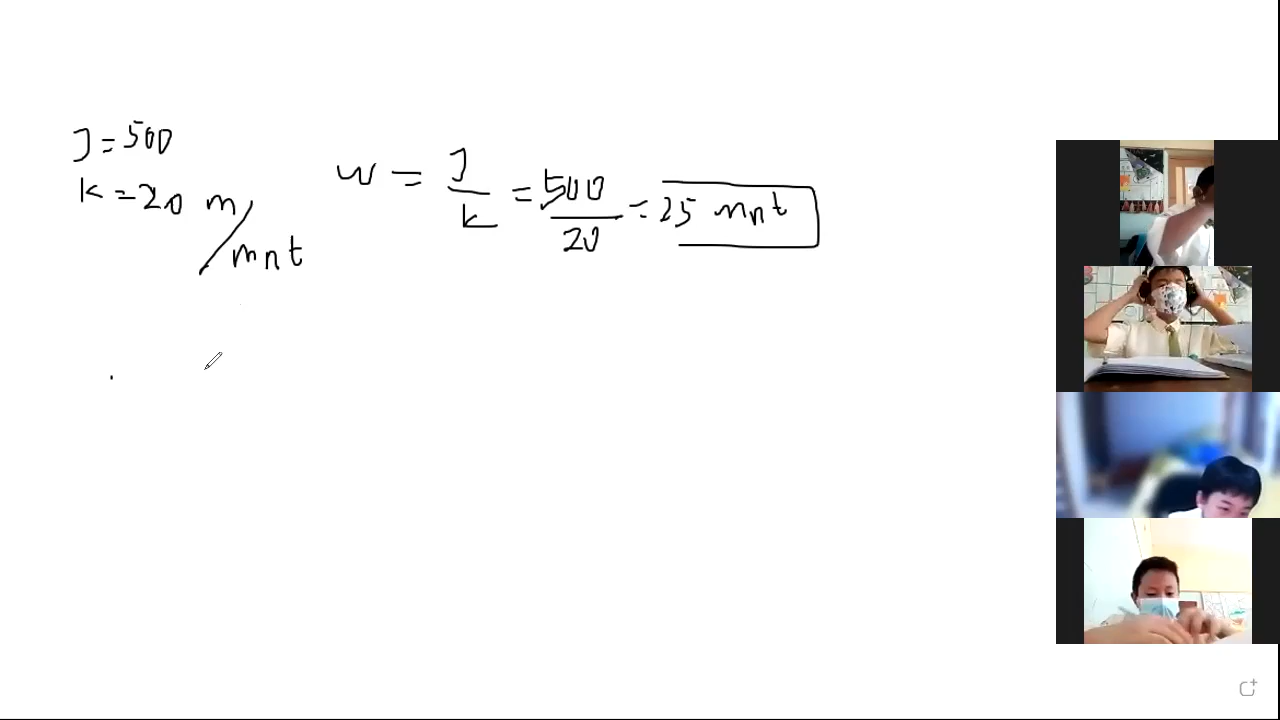 J = 500
k = 20 m/mnt
w = J/k = 500/20 = 25 mnt